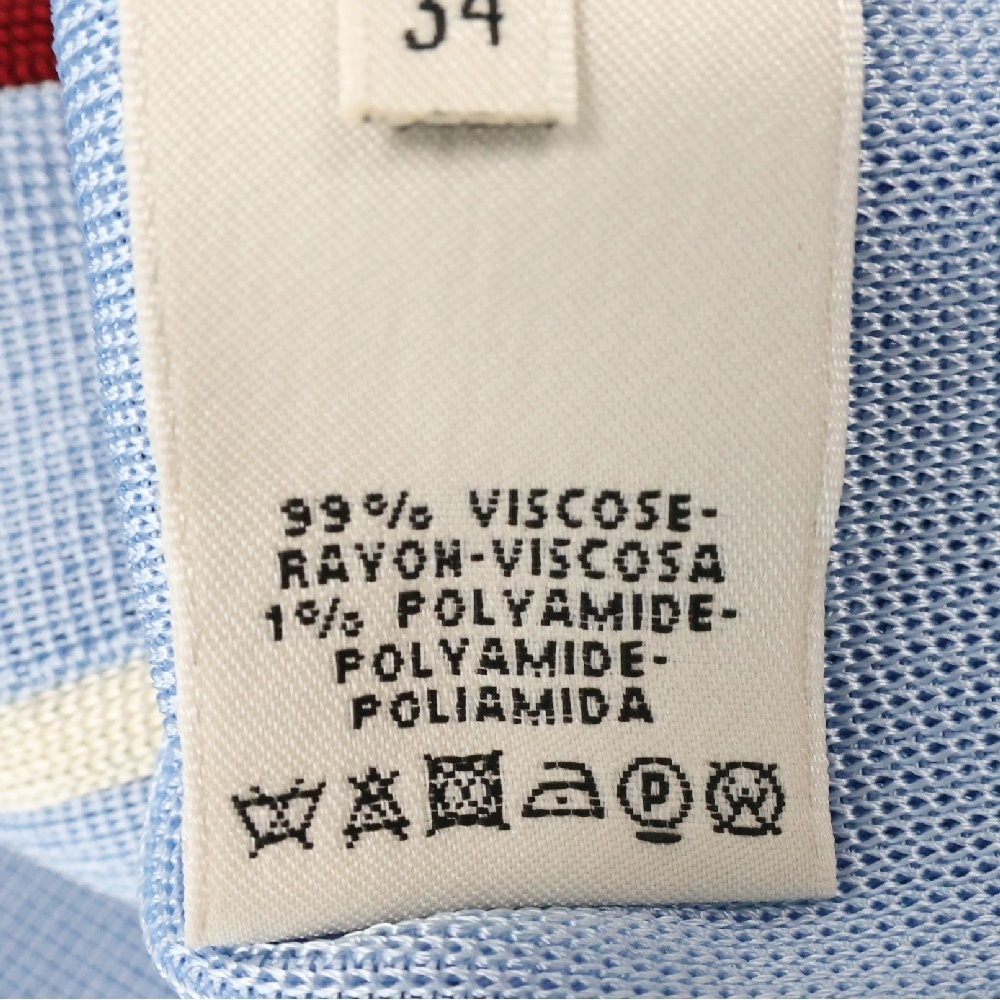 34
99% VISCOSE-
RAYON-VISCOSA
1% POLYAMIDE-
POLYAMIDE-
POLIAMIDA
P W